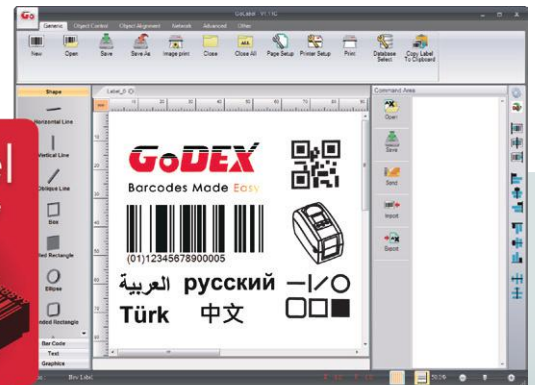 GoLabel V1.11G
Generic Object Control Object Alignment Network Advanced Other
New Open Save Save As Image print Close Close All Page Setup Printer Setup Print Database Select Copy Label To Clipboard
Shape
Label_0
Command Area
Horizontal Line
Vertical Line
Oblique Line
Box
Ellipse
Bar Code
Text
Graphics
Open
Save
Send
Import
Export
GoDEX
Barcodes Made Easy
(01)12345678900005
العربية русский
Türk 中文